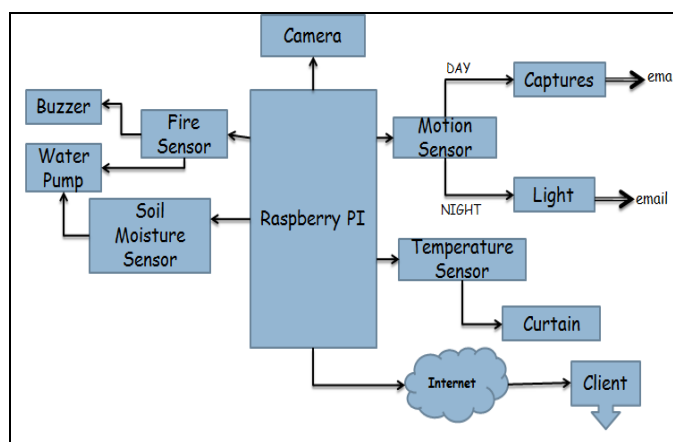 Camera
DAY
Captures
Buzzer
Fire
Sensor
Motion
Sensor
Water
Pump
Raspberry PI
NIGHT
Light
email
Soil
Moisture
Sensor
Temperature
Sensor
Curtain
Internet
Client